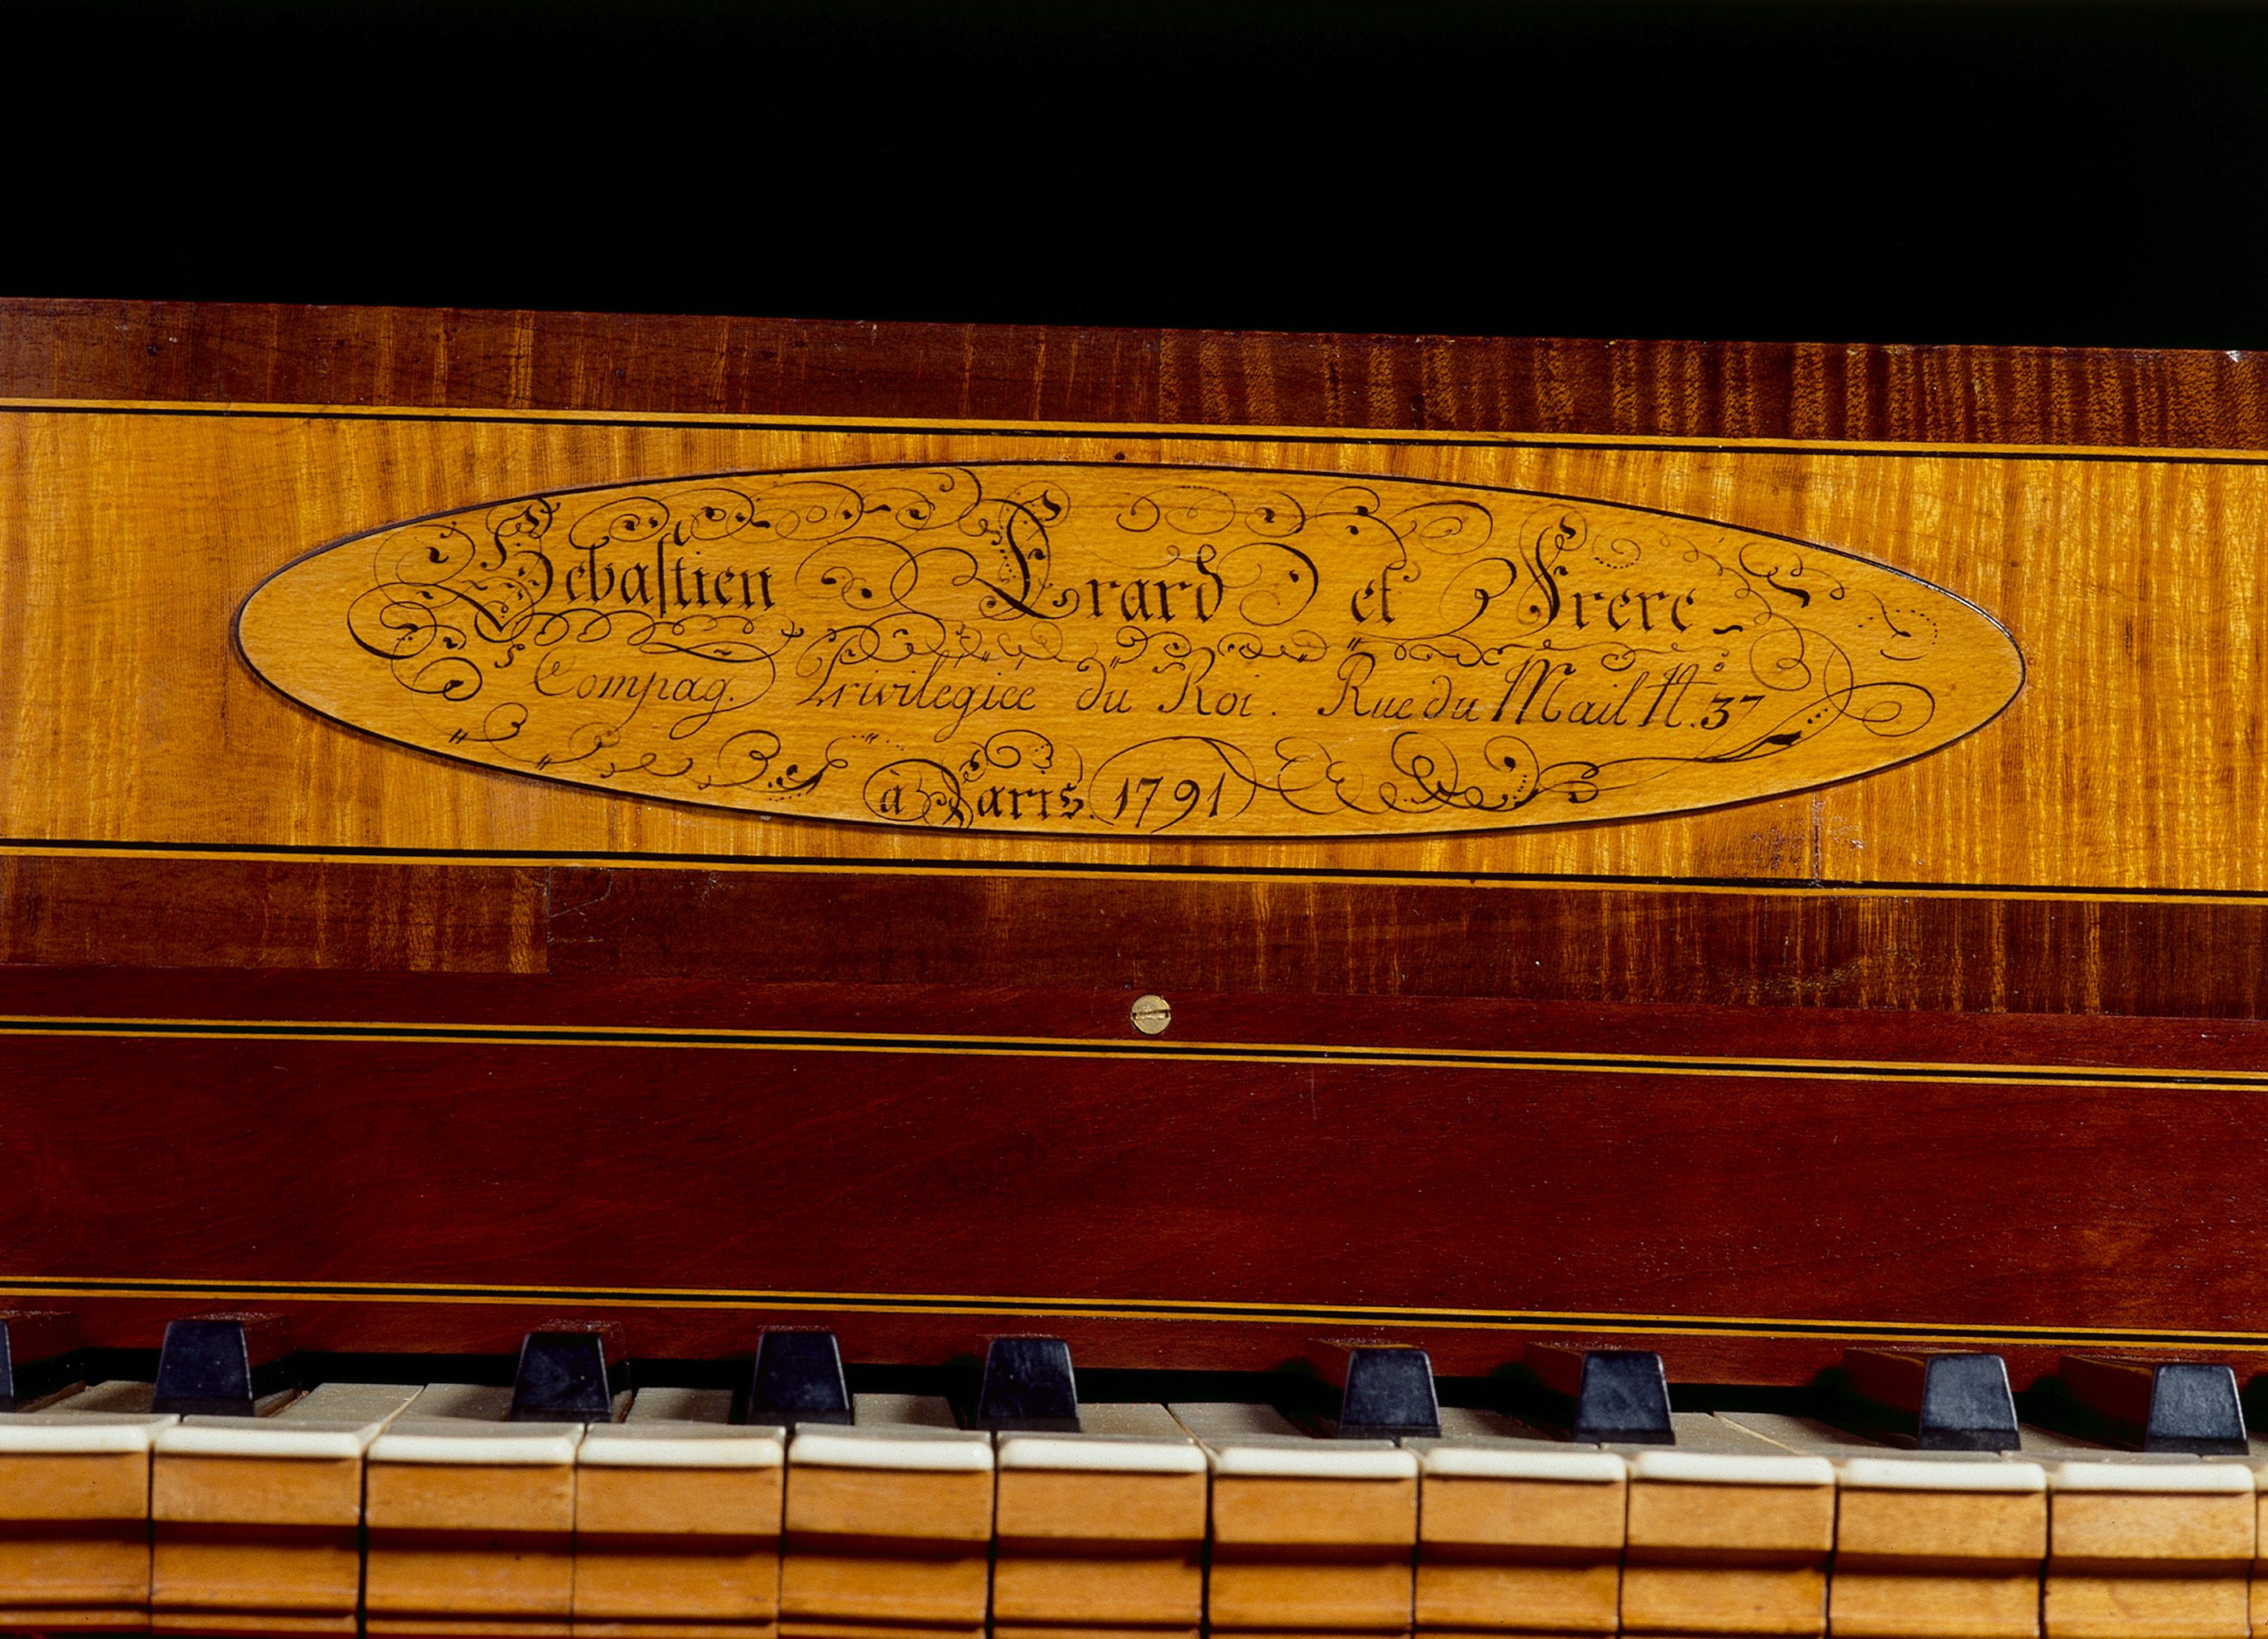 Sebaſtien Erard et Frere
Compag. Privilegiée du Roi. Rue du Mail N.º 37
à Paris. 1791